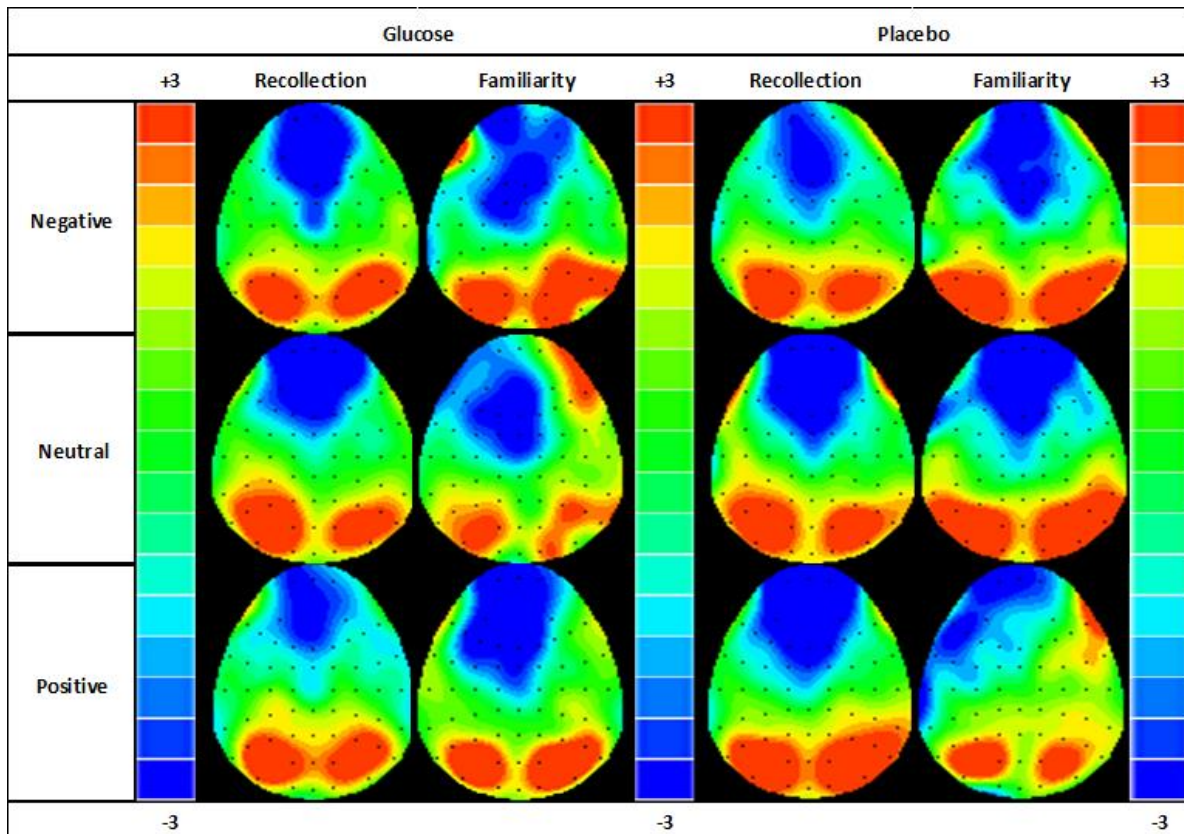 Glucose Placebo
+3 Recollection Familiarity +3 Recollection Familiarity +3
Negative
Neutral
Positive
-3 -3 -3